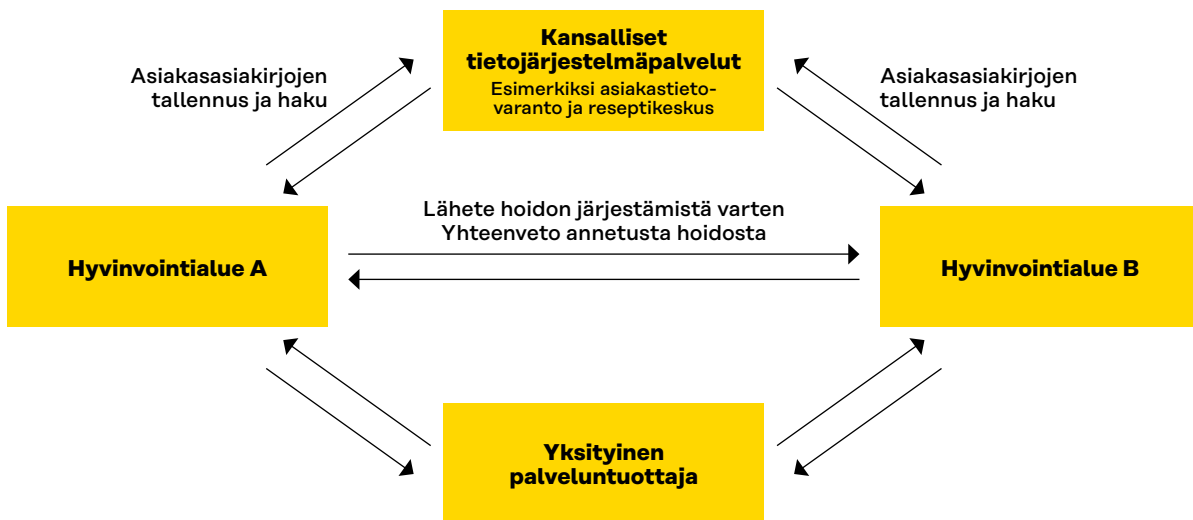 Kansalliset
tietojärjestelmäpalvelut
Esimerkiksi asiakastieto-
varanto ja reseptikeskus
Asiakasasiakirjojen
tallennus ja haku
Asiakasasiakirjojen
tallennus ja haku
Lähete hoidon järjestämistä varten
Yhteenveto annetusta hoidosta
Hyvinvointialue A
Hyvinvointialue B
Yksityinen
palveluntuottaja